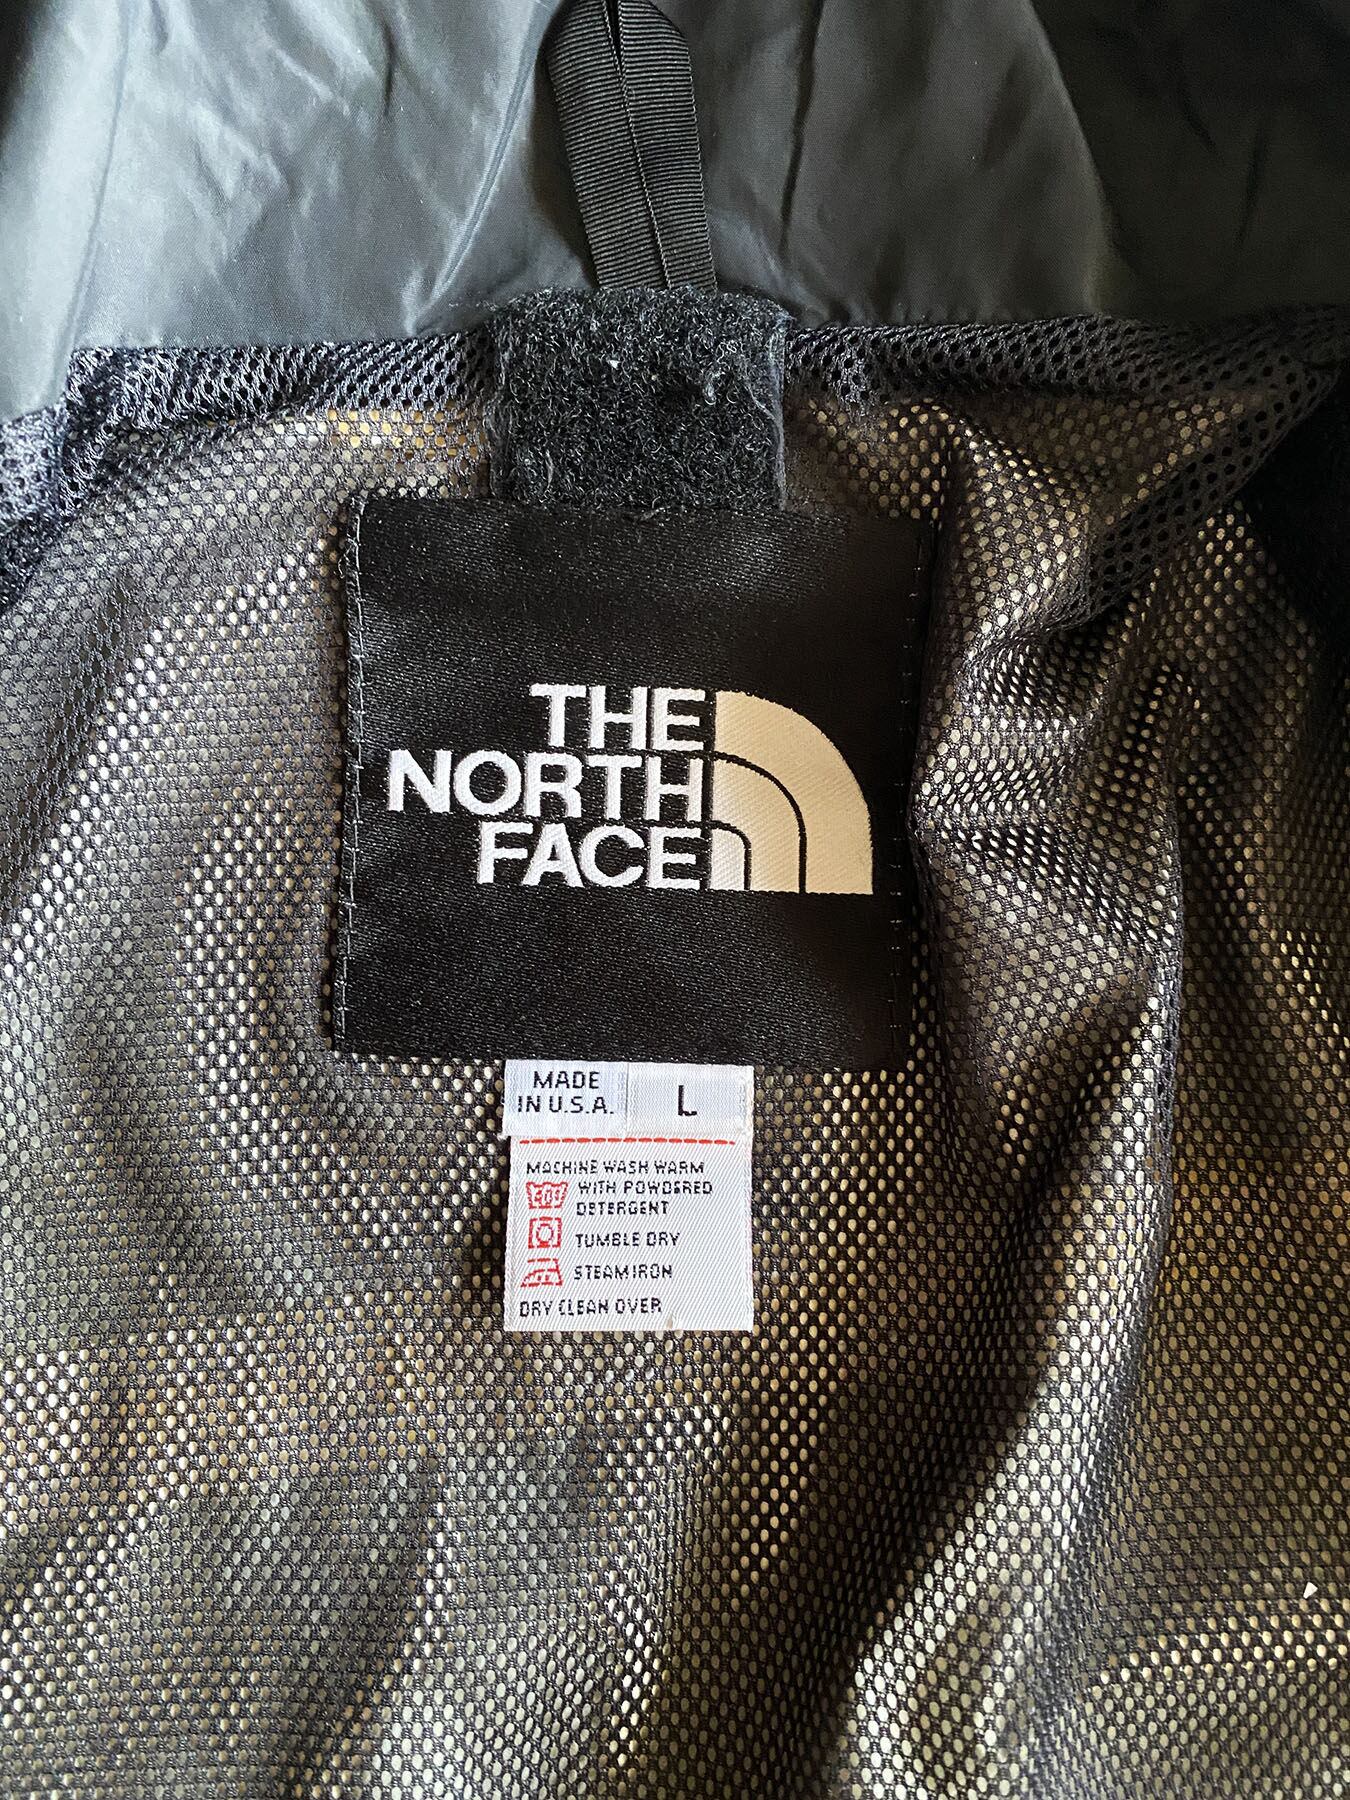 THE
NORTH
FACE
MADE
IN U.S.A.
L
MACHINE WASH WARM
WITH POWDERED
DETERGENT
TUMBLE DRY
STEAM IRON
DRY CLEAN OVER